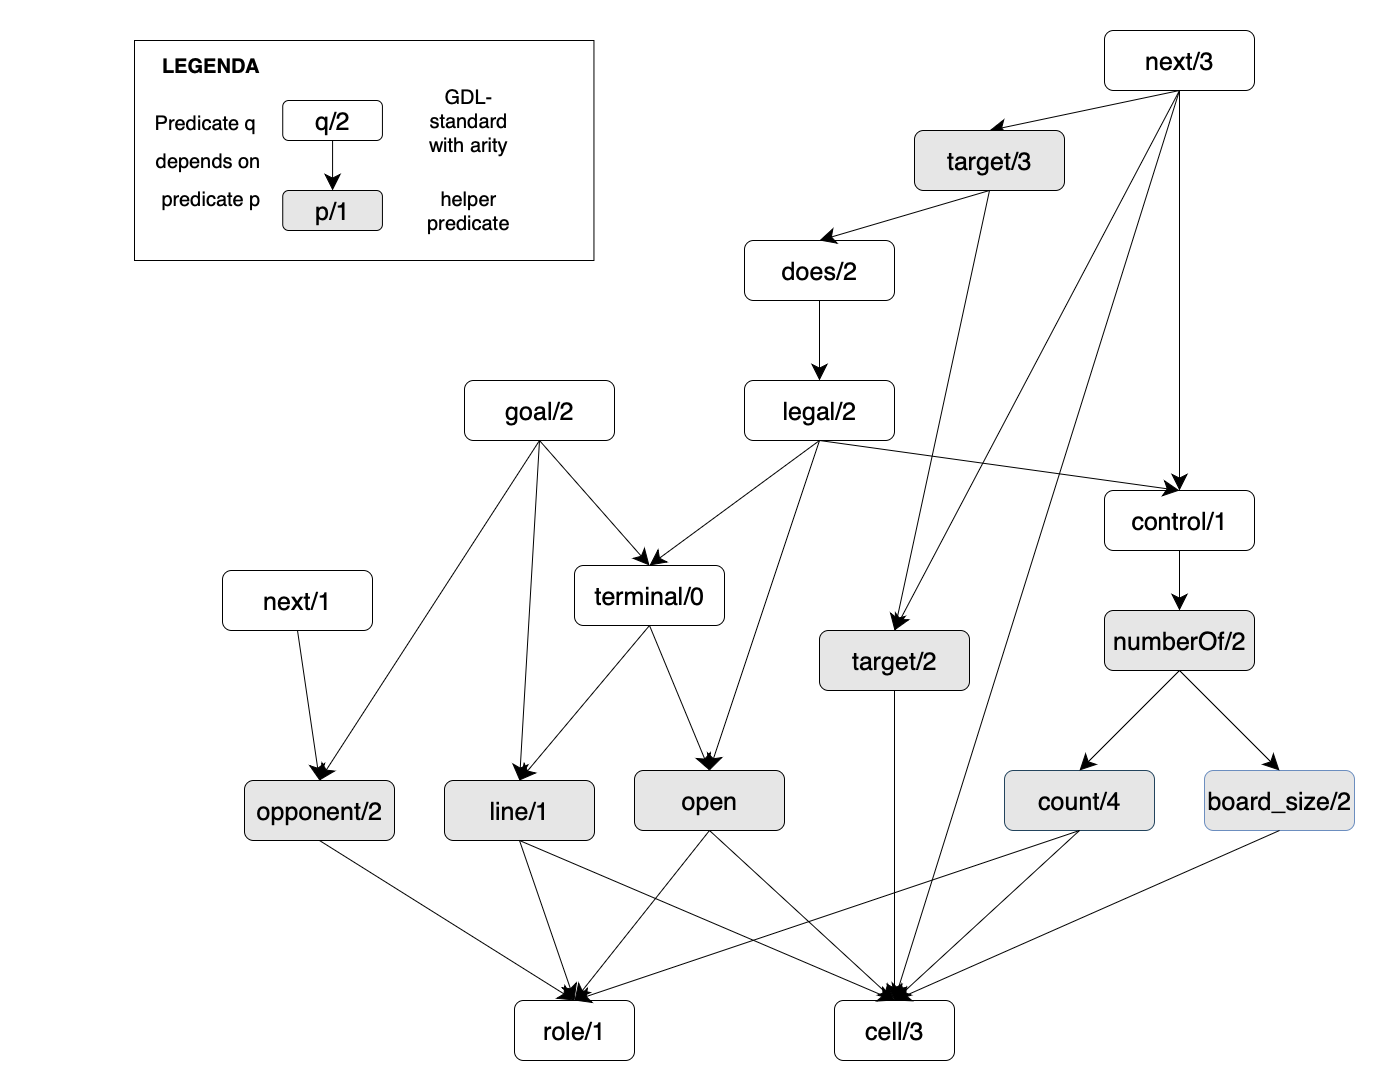 LEGENDA
Predicate q
depends on
predicate p
q/2
p/1
GDL-
standard
with arity
helper
predicate
next/3
target/3
does/2
goal/2
legal/2
control/1
next/1
terminal/0
target/2
numberOf/2
opponent/2
line/1
open
count/4
board_size/2
role/1
cell/3